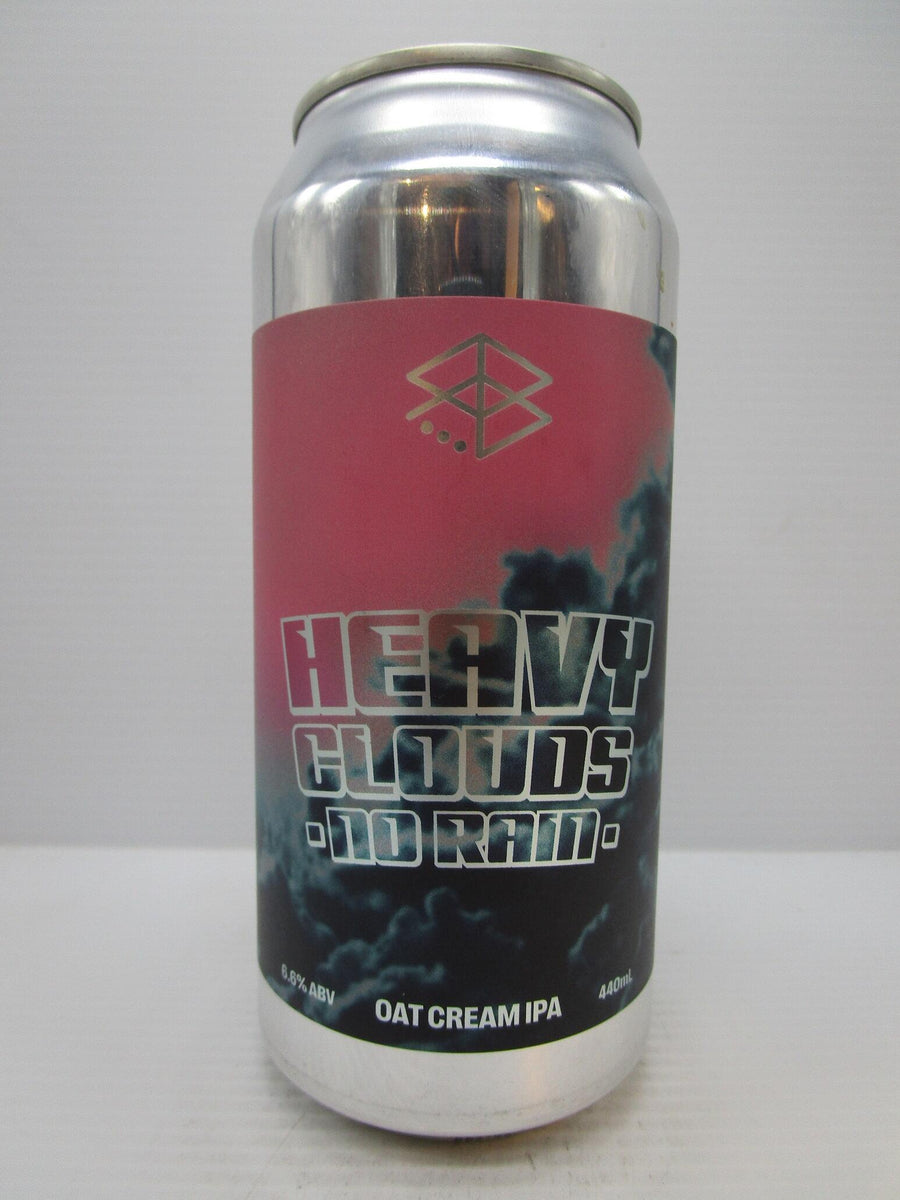 HEAVY
CLOUDS
·NO RAIN·
6.6% ABV
OAT CREAM IPA
440mL